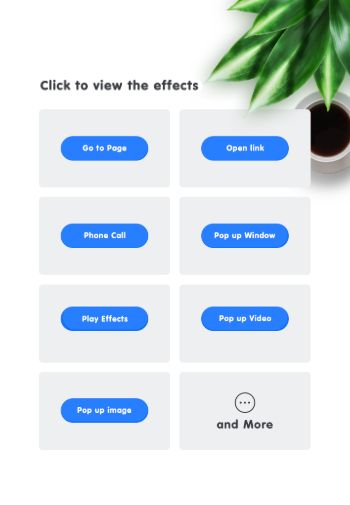 Click to view the effects
Go to Page
Open link
Phone Call
Pop up Window
Play Effects
Pop up Video
Pop up image
and More